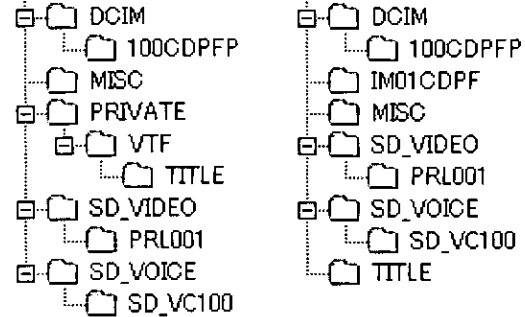 DCIM
100CDPFP
MISC
PRIVATE
VTF
TITLE
SD_VIDEO
PRL001
SD_VOICE
SD_VC100
DCIM
100CDPFP
IM01CDPF
MISC
SD_VIDEO
PRL001
SD_VOICE
SD_VC100
TITLE